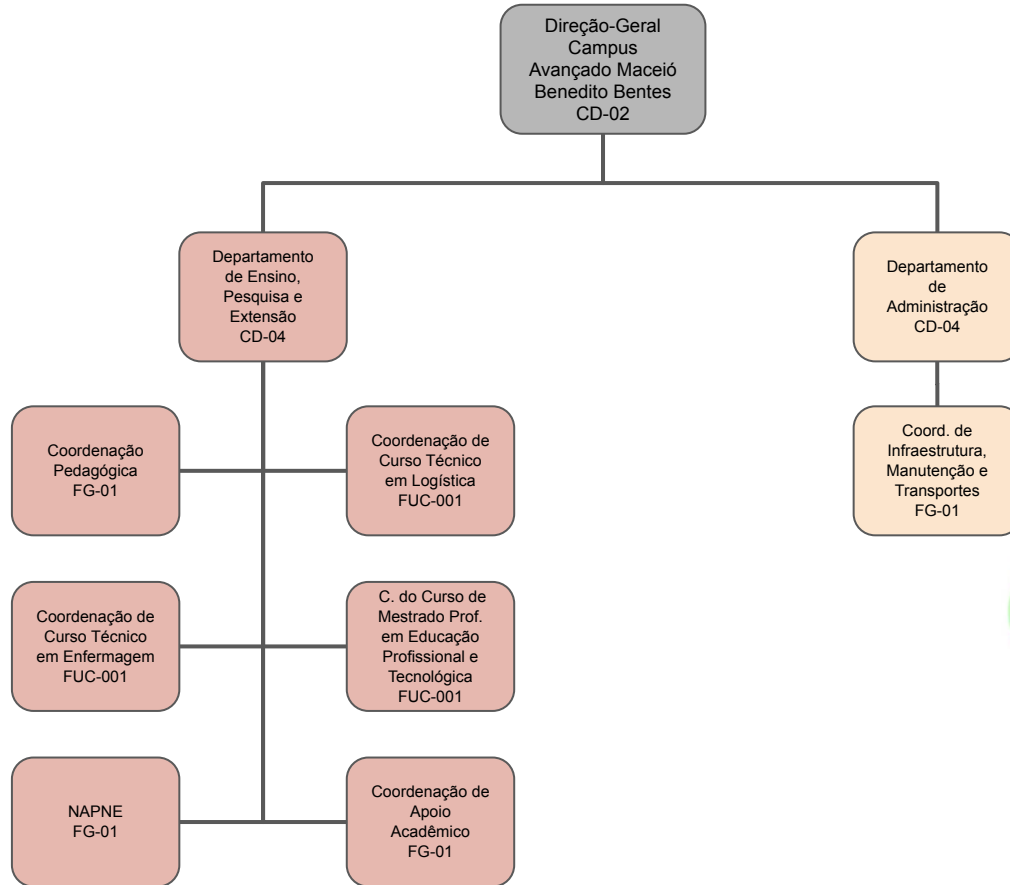 Direção-Geral
Campus
Avançado Maceió
Benedito Bentes
CD-02
Departamento
de Ensino,
Pesquisa e
Extensão
CD-04
Departamento
de
Administração
CD-04
Coordenação
Pedagógica
FG-01
Coordenação de
Curso Técnico
em Logística
FUC-001
Coord. de
Infraestrutura,
Manutenção e
Transportes
FG-01
Coordenação de
Curso Técnico
em Enfermagem
FUC-001
C. do Curso de
Mestrado Prof.
em Educação
Profissional e
Tecnológica
FUC-001
NAPNE
FG-01
Coordenação de
Apoio
Acadêmico
FG-01